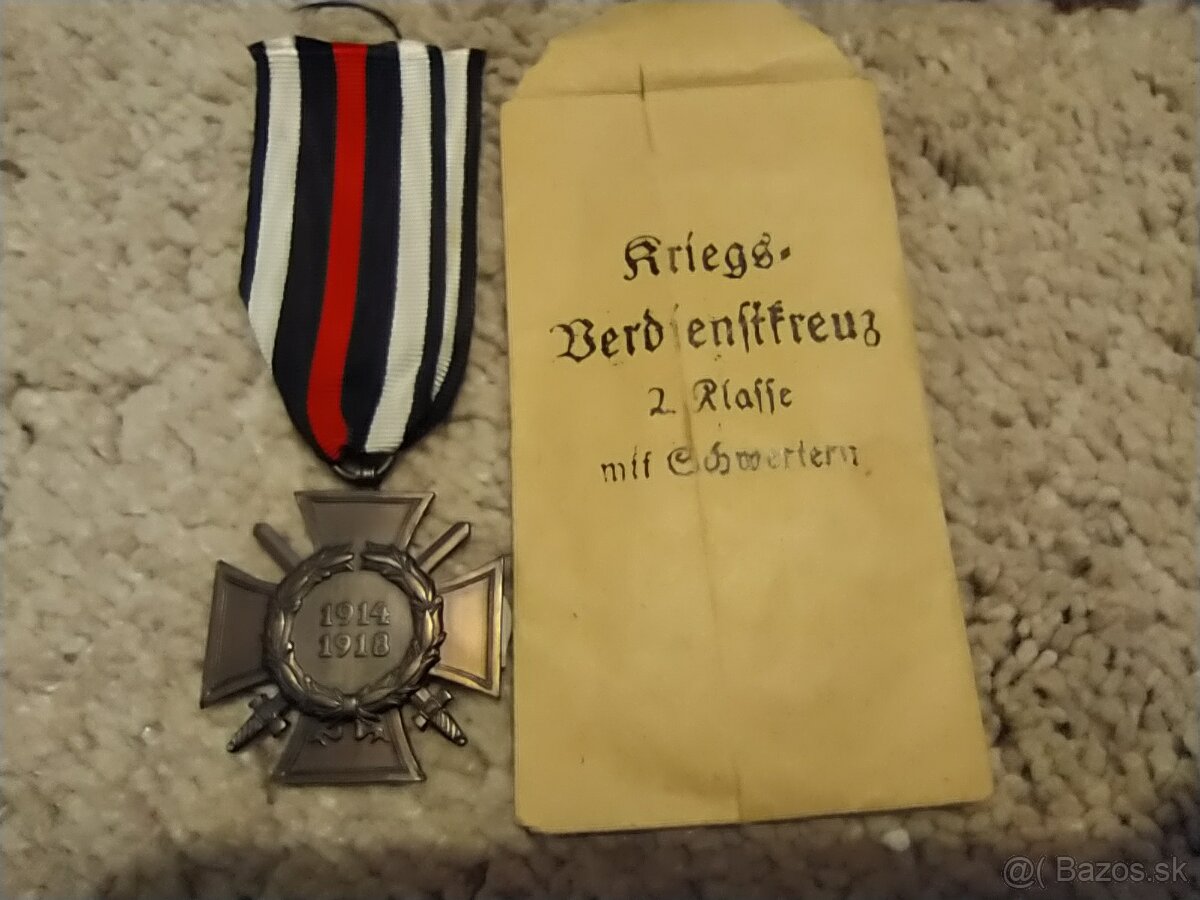 1914
1918
Kriegs-
Verdienstkreuz
2. Klasse
mit Schwertern
@( Bazos.sk